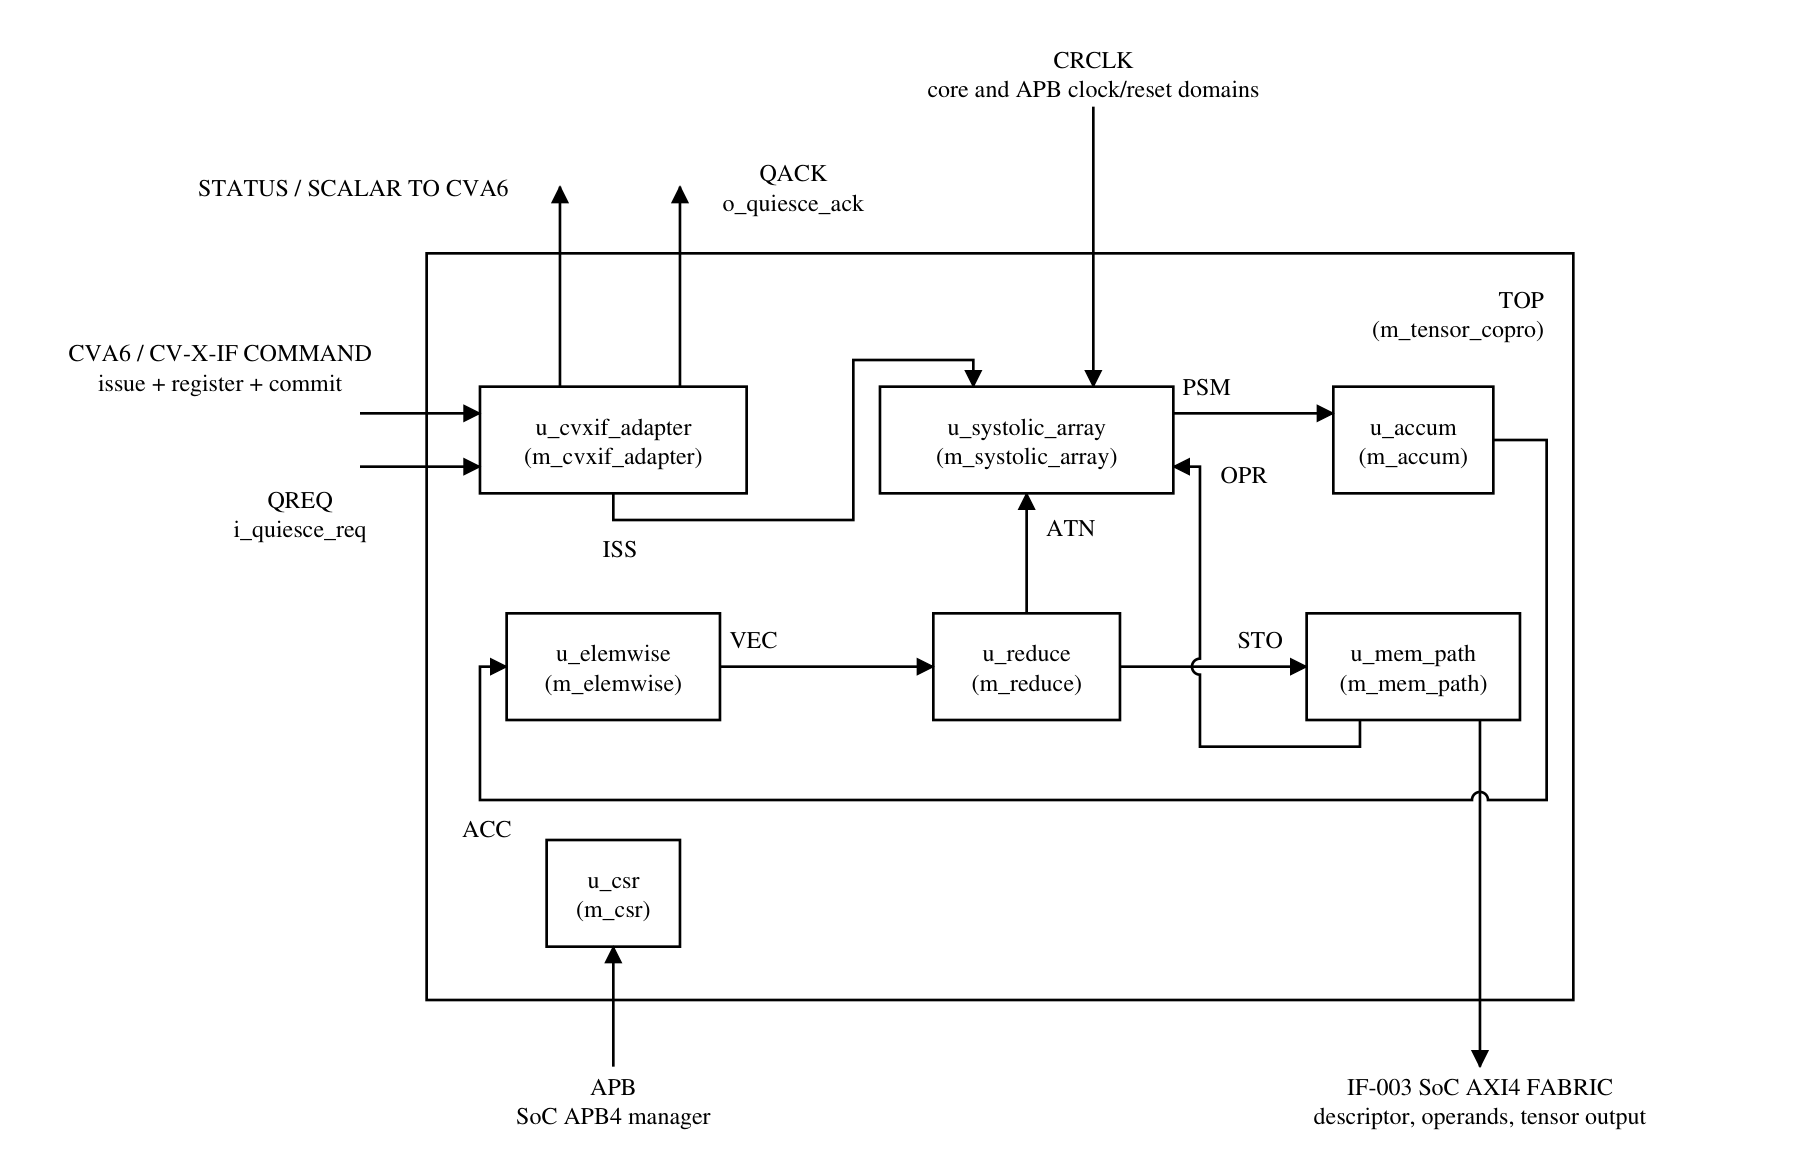 CRCLK
core and APB clock/reset domains
STATUS / SCALAR TO CVA6
QACK
o_quiesce_ack
TOP
(m_tensor_copro)
CVA6 / CV-X-IF COMMAND
issue + register + commit
QREQ
i_quiesce_req
u_cvxif_adapter
(m_cvxif_adapter)
ISS
u_systolic_array
(m_systolic_array)
PSM
OPR
ATN
u_accum
(m_accum)
u_elemwise
(m_elemwise)
VEC
u_reduce
(m_reduce)
STO
u_mem_path
(m_mem_path)
ACC
u_csr
(m_csr)
APB
SoC APB4 manager
IF-003 SoC AXI4 FABRIC
descriptor, operands, tensor output